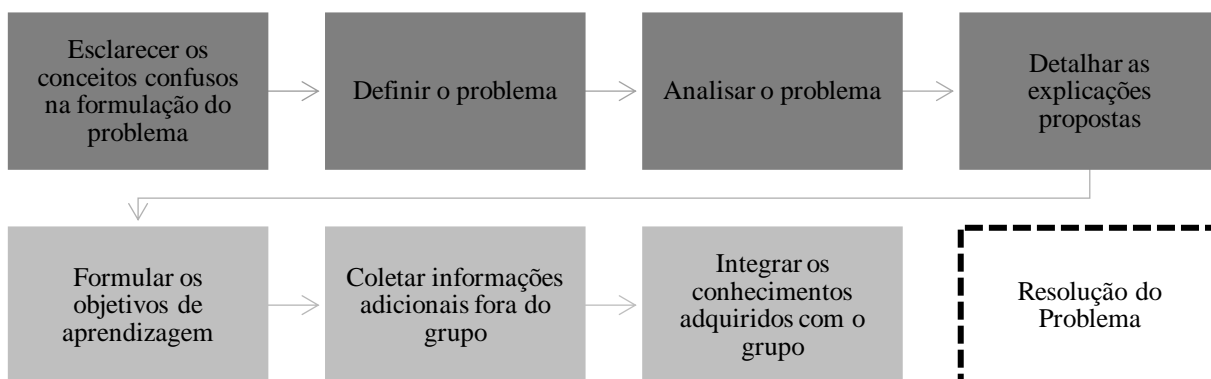 Esclarecer os
conceitos confusos
na formulação do
problema
Definir o problema
Analisar o problema
Detalhar as
explicações
propostas
Formular os
objetivos de
aprendizagem
Coletar informações
adicionais fora do
grupo
Integrar os
conhecimentos
adquiridos com o
grupo
Resolução do
Problema